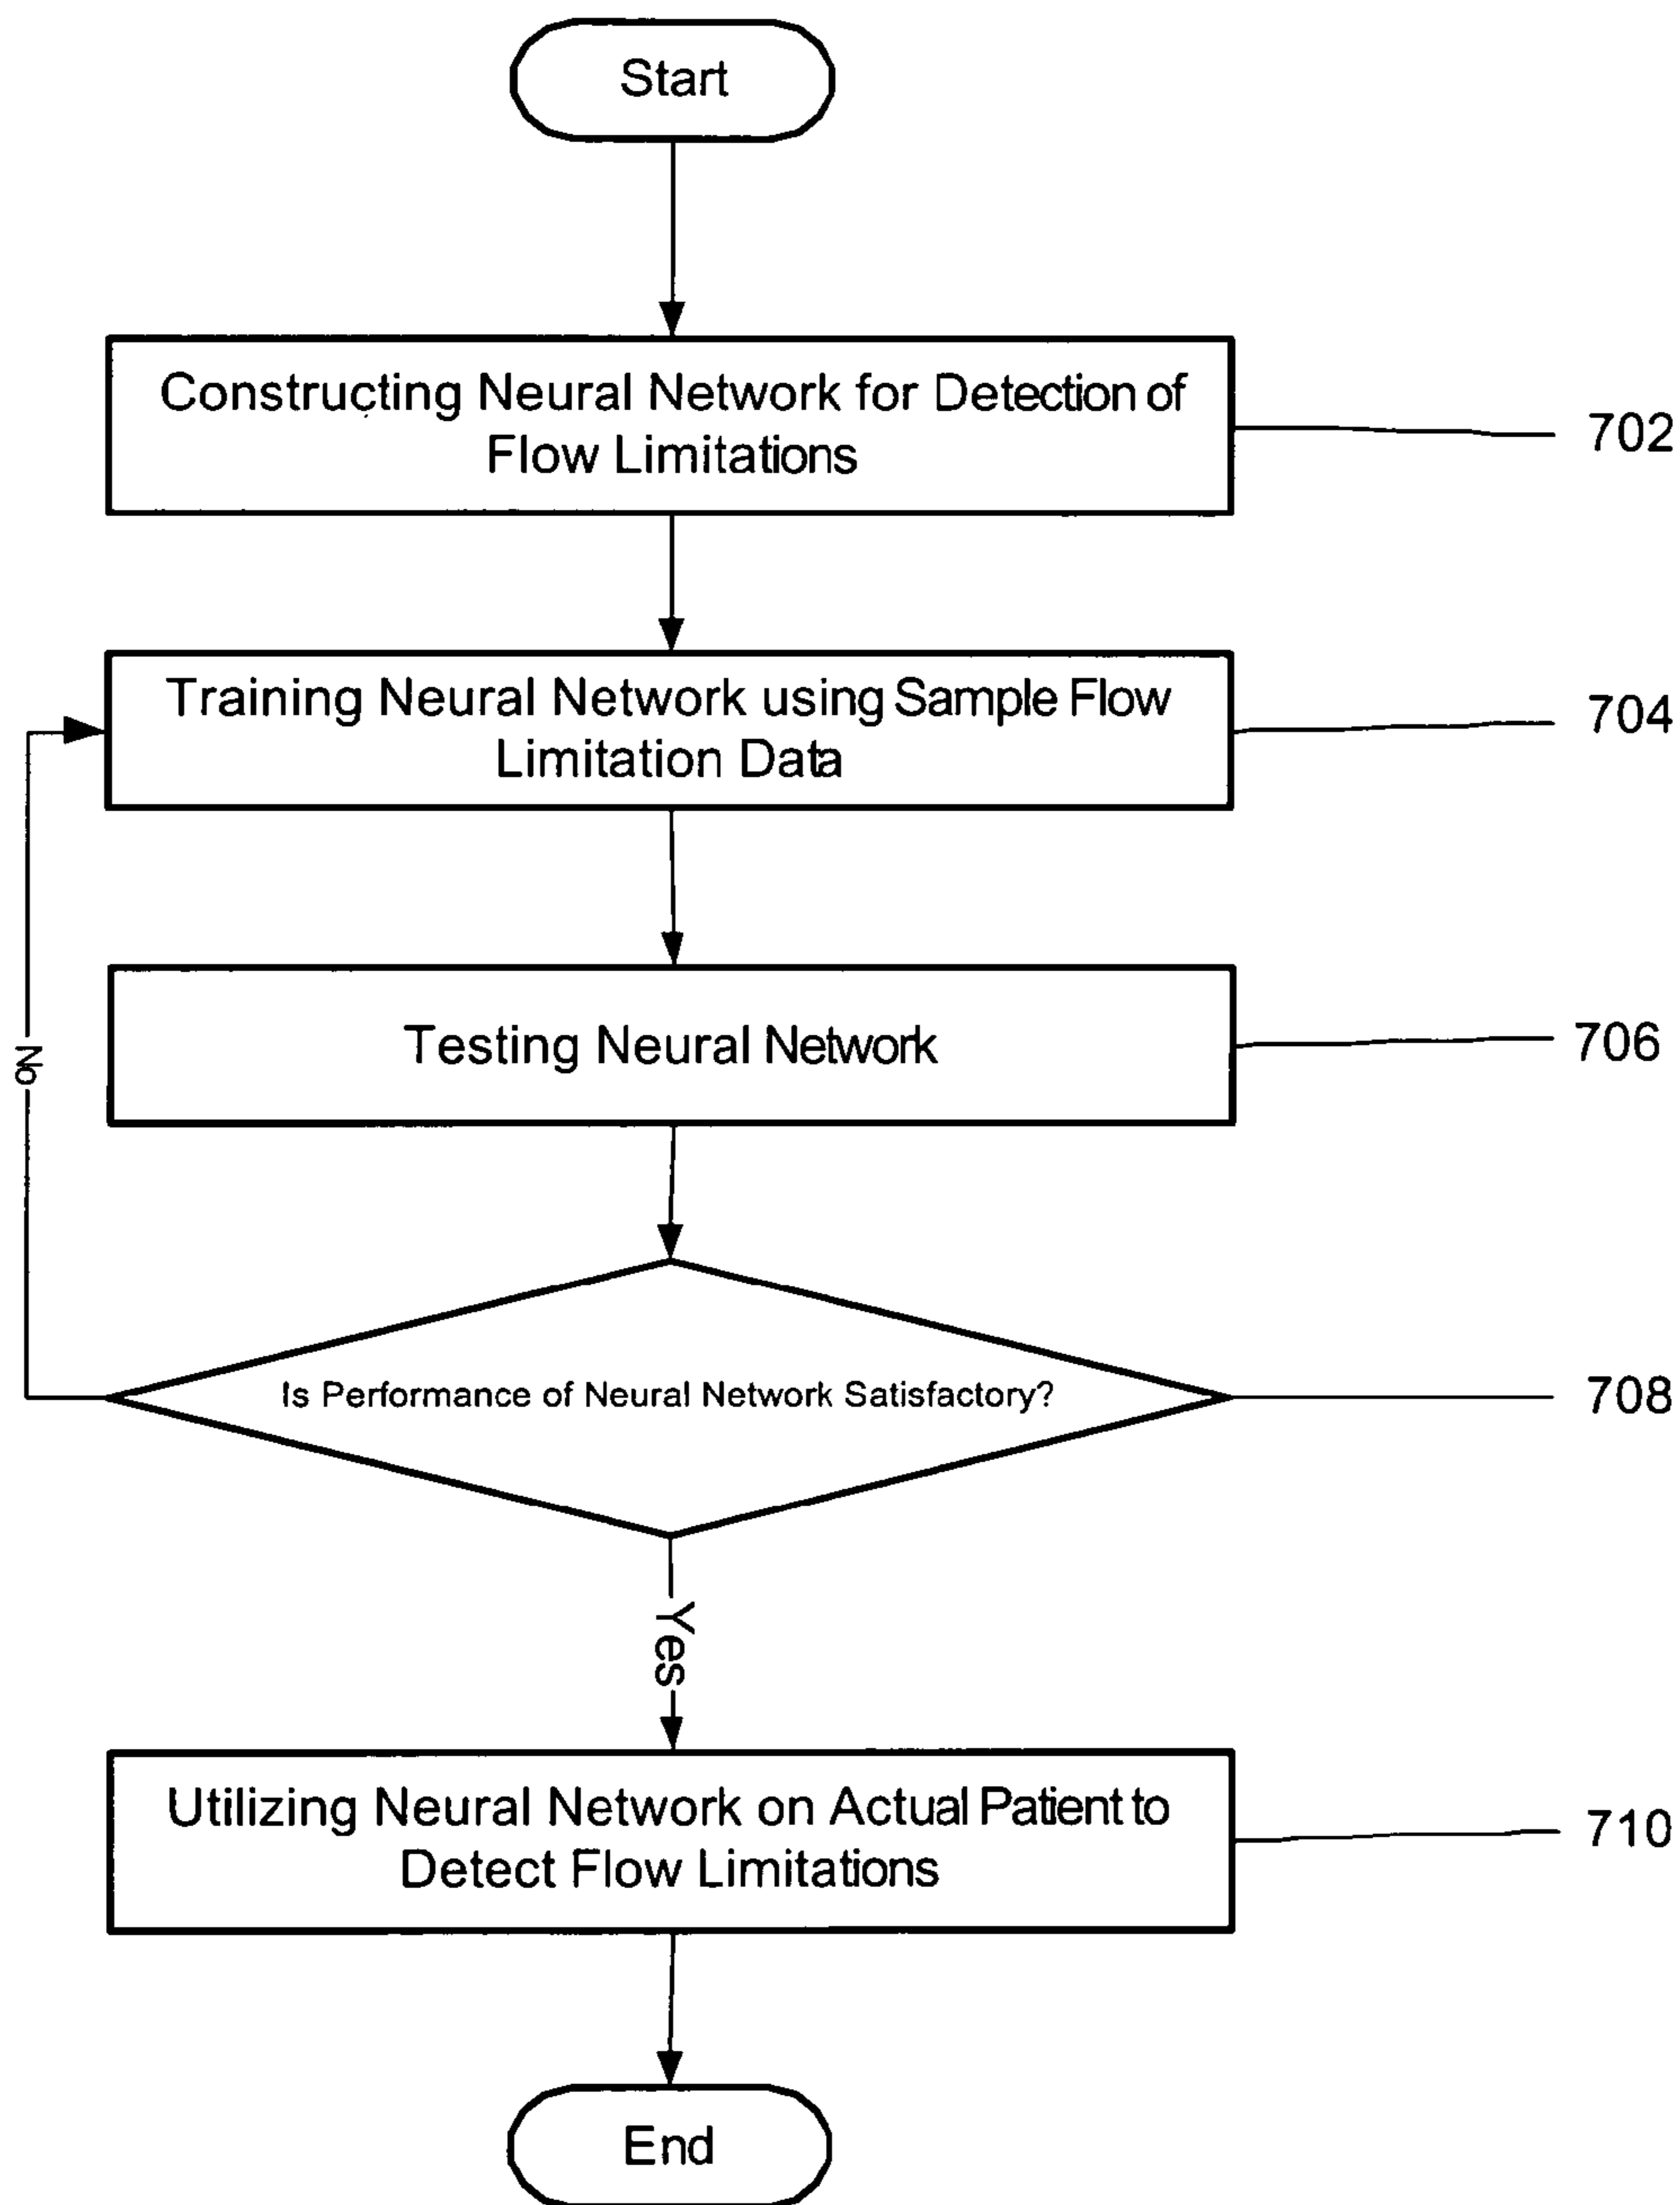 Start
Constructing Neural Network for Detection of
Flow Limitations
702
Training Neural Network using Sample Flow
Limitation Data
704
Testing Neural Network
706
No
Is Performance of Neural Network Satisfactory?
708
Yes
Utilizing Neural Network on Actual Patient to
Detect Flow Limitations
710
End